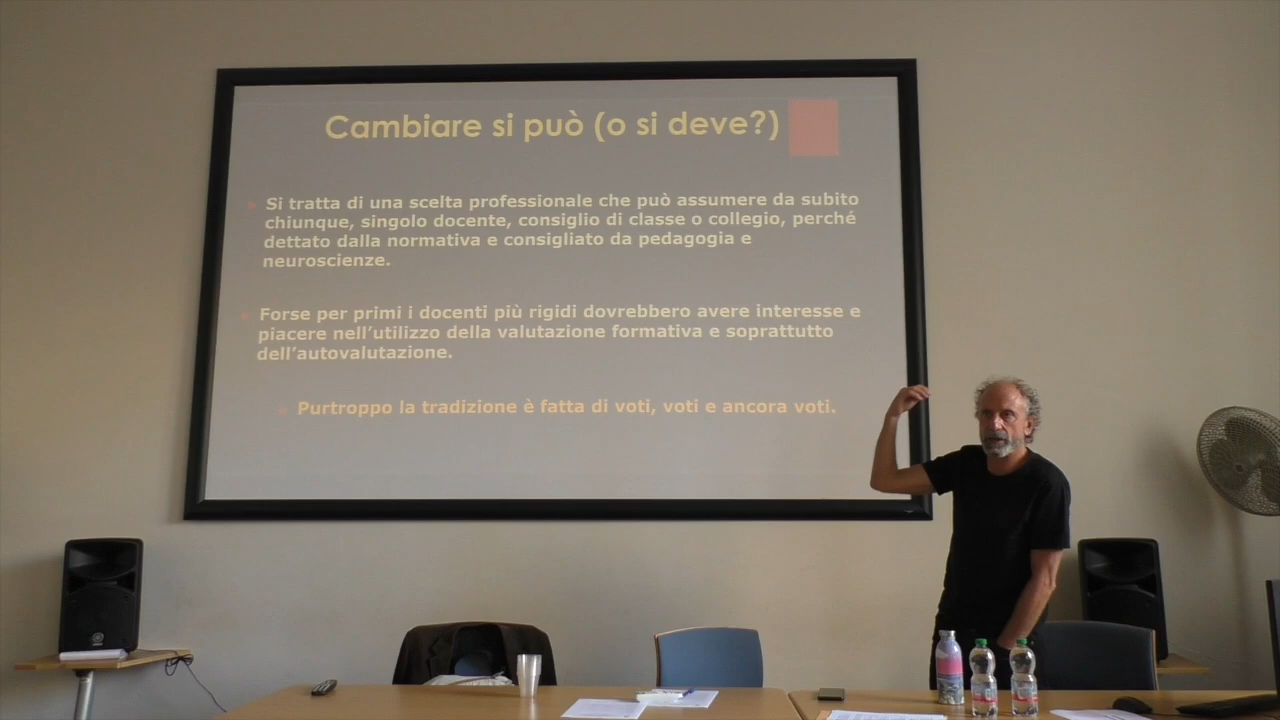 Cambiare si può (o si deve?)
Si tratta di una scelta professionale che può assumere da subito
chiunque, singolo docente, consiglio di classe o collegio, perché
dettato dalla normativa e consigliato da pedagogia e
neuroscienze.
Forse per primi i docenti più rigidi dovrebbero avere interesse e
piacere nell'utilizzo della valutazione formativa e soprattutto
dell'autovalutazione.
Purtroppo la tradizione è fatta di voti, voti e ancora voti.